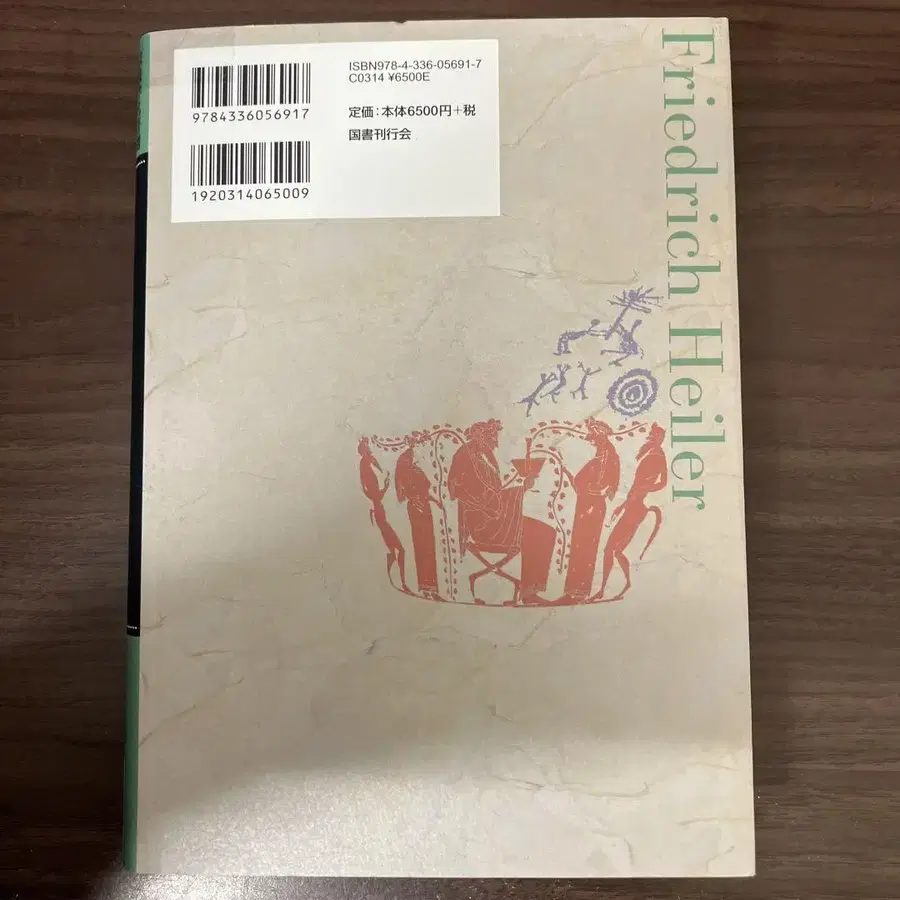 ISBN978-4-336-05691-7
C0314 ¥6500E
9784336056917
定価：本体6500円＋税
国書刊行会
1920314065009
Friedrich Heiler